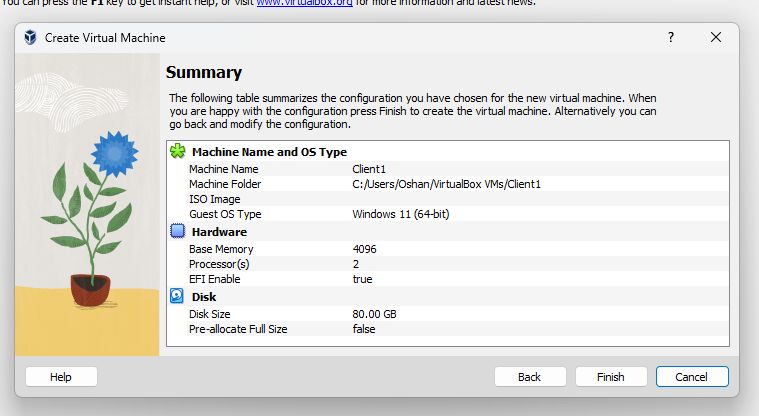 You can press the F1 key to get instant help, or visit www.virtualbox.org for more information and latest news.
Create Virtual Machine
?
Summary
The following table summarizes the configuration you have chosen for the new virtual machine. When
you are happy with the configuration press Finish to create the virtual machine. Alternatively you can
go back and modify the configuration.
Machine Name and OS Type
Machine Name Client1
Machine Folder C:/Users/Oshan/VirtualBox VMs/Client1
ISO Image
Guest OS Type Windows 11 (64-bit)
Hardware
Base Memory 4096
Processor(s) 2
EFI Enable true
Disk
Disk Size 80.00 GB
Pre-allocate Full Size false
Help Back Finish Cancel